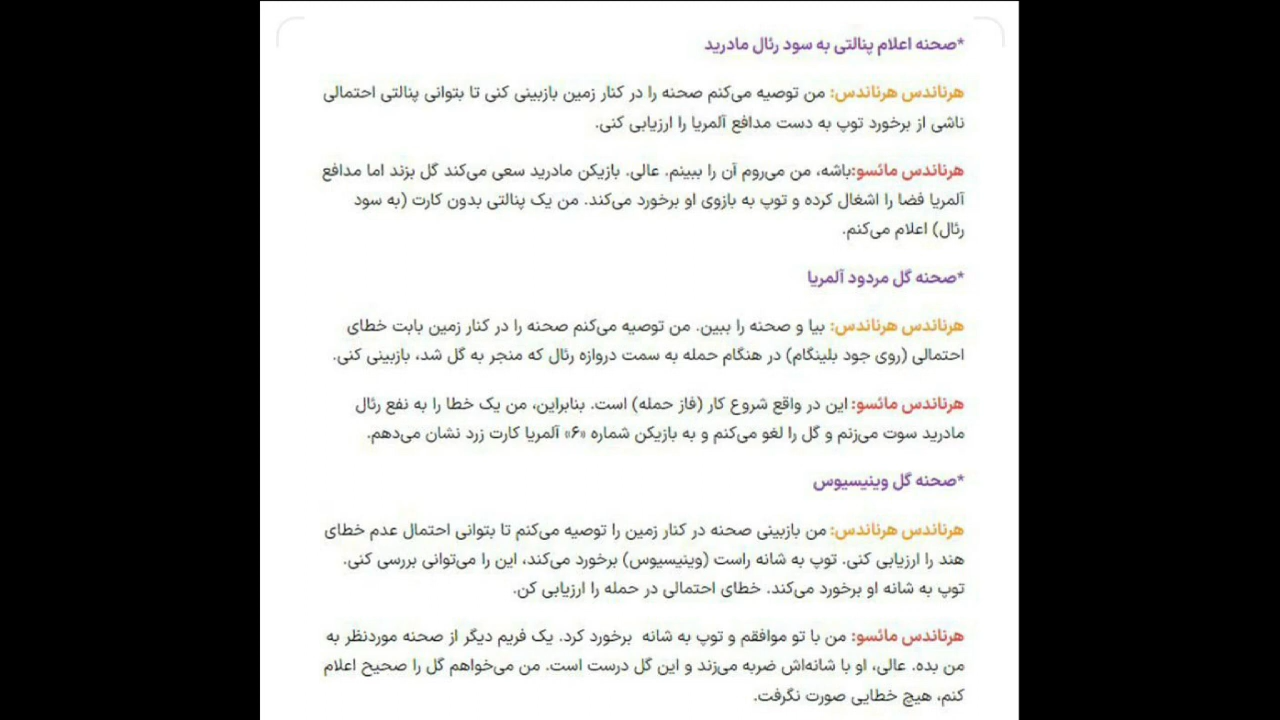 *صحنه اعلام پنالتی به سود رئال مادرید
هرناندس هرناندس: من توصیه می‌کنم صحنه را در کنار زمین بازبینی کنی تا بتوانی پنالتی احتمالی
ناشی از برخورد توپ به دست مدافع آلمریا را ارزیابی کنی.
هرناندس مائسو:باشه، من می‌روم آن را ببینم. عالی. بازیکن مادرید سعی می‌کند گل بزند اما مدافع
آلمریا فضا را اشغال کرده و توپ به بازوی او برخورد می‌کند. من یک پنالتی بدون کارت (به سود
رئال) اعلام می‌کنم.
*صحنه گل مردود آلمریا
هرناندس هرناندس: بیا و صحنه را ببین. من توصیه می‌کنم صحنه را در کنار زمین بابت خطای
احتمالی (روی جود بلینگام) در هنگام حمله به سمت دروازه رئال که منجر به گل شد، بازبینی کنی.
هرناندس مائسو: این در واقع شروع کار (فاز حمله) است. بنابراین، من یک خطا را به نفع رئال
مادرید سوت می‌زنم و گل را لغو می‌کنم و به بازیکن شماره «۶» آلمریا کارت زرد نشان می‌دهم.
*صحنه گل وینیسیوس
هرناندس هرناندس: من بازبینی صحنه در کنار زمین را توصیه می‌کنم تا بتوانی احتمال عدم خطای
هند را ارزیابی کنی. توپ به شانه راست (وینیسیوس) برخورد می‌کند، این را می‌توانی بررسی کنی.
توپ به شانه او برخورد می‌کند. خطای احتمالی در حمله را ارزیابی کن.
هرناندس مائسو: من با تو موافقم و توپ به شانه برخورد کرد. یک فریم دیگر از صحنه موردنظر به
من بده. عالی، او با شانه‌اش ضربه می‌زند و این گل درست است. من می‌خواهم گل را صحیح اعلام
کنم، هیچ خطایی صورت نگرفت.